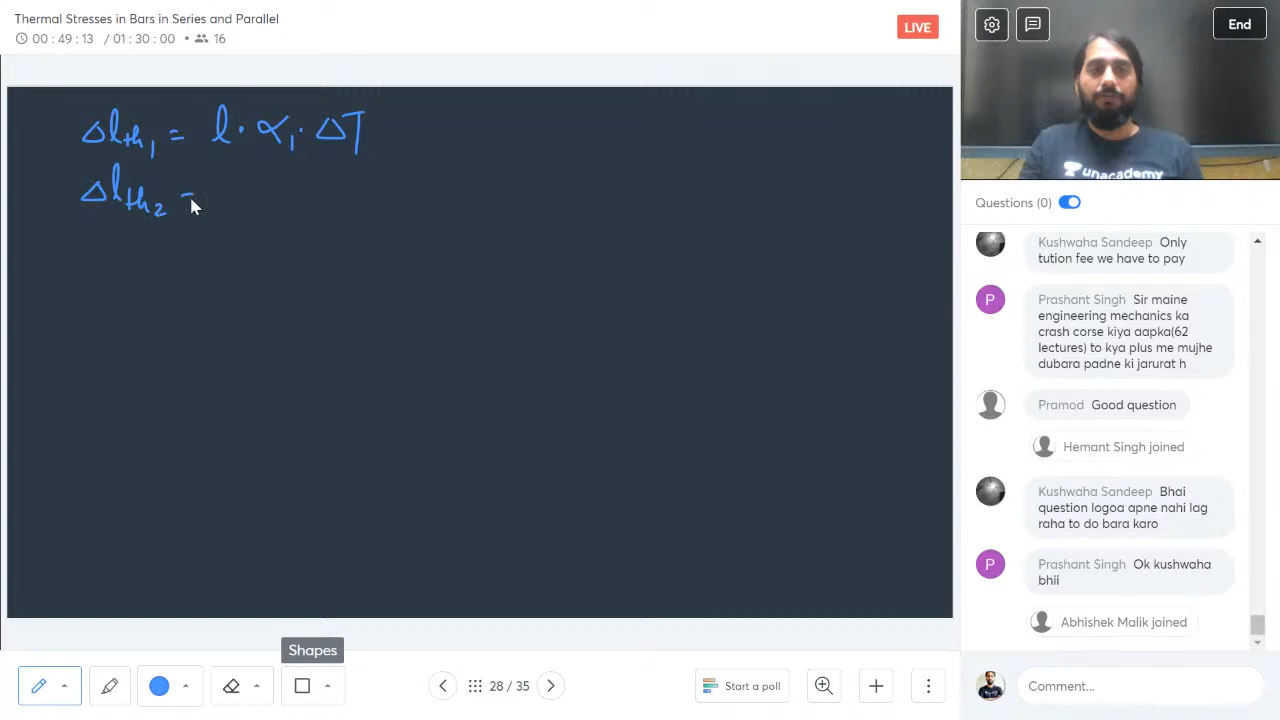 Thermal Stresses in Bars in Series and Parallel
00 : 49 : 13 / 01 : 30 : 00 • 16
LIVE
End
Δl_th₁ = l · α₁ · ΔT
Δl_th₂ =
unacademy
Questions (0)
Kushwaha Sandeep Only
tution fee we have to pay
P
Prashant Singh Sir maine
engineering mechanics ka
crash corse kiya aapka(62
lectures) to kya plus me mujhe
dubara padne ki jarurat h
Pramod Good question
Hemant Singh joined
Kushwaha Sandeep Bhai
question logoa apne nahi lag
raha to do bara karo
P
Prashant Singh Ok kushwaha
bhii
Abhishek Malik joined
Shapes
28 / 35
Start a poll
Comment...